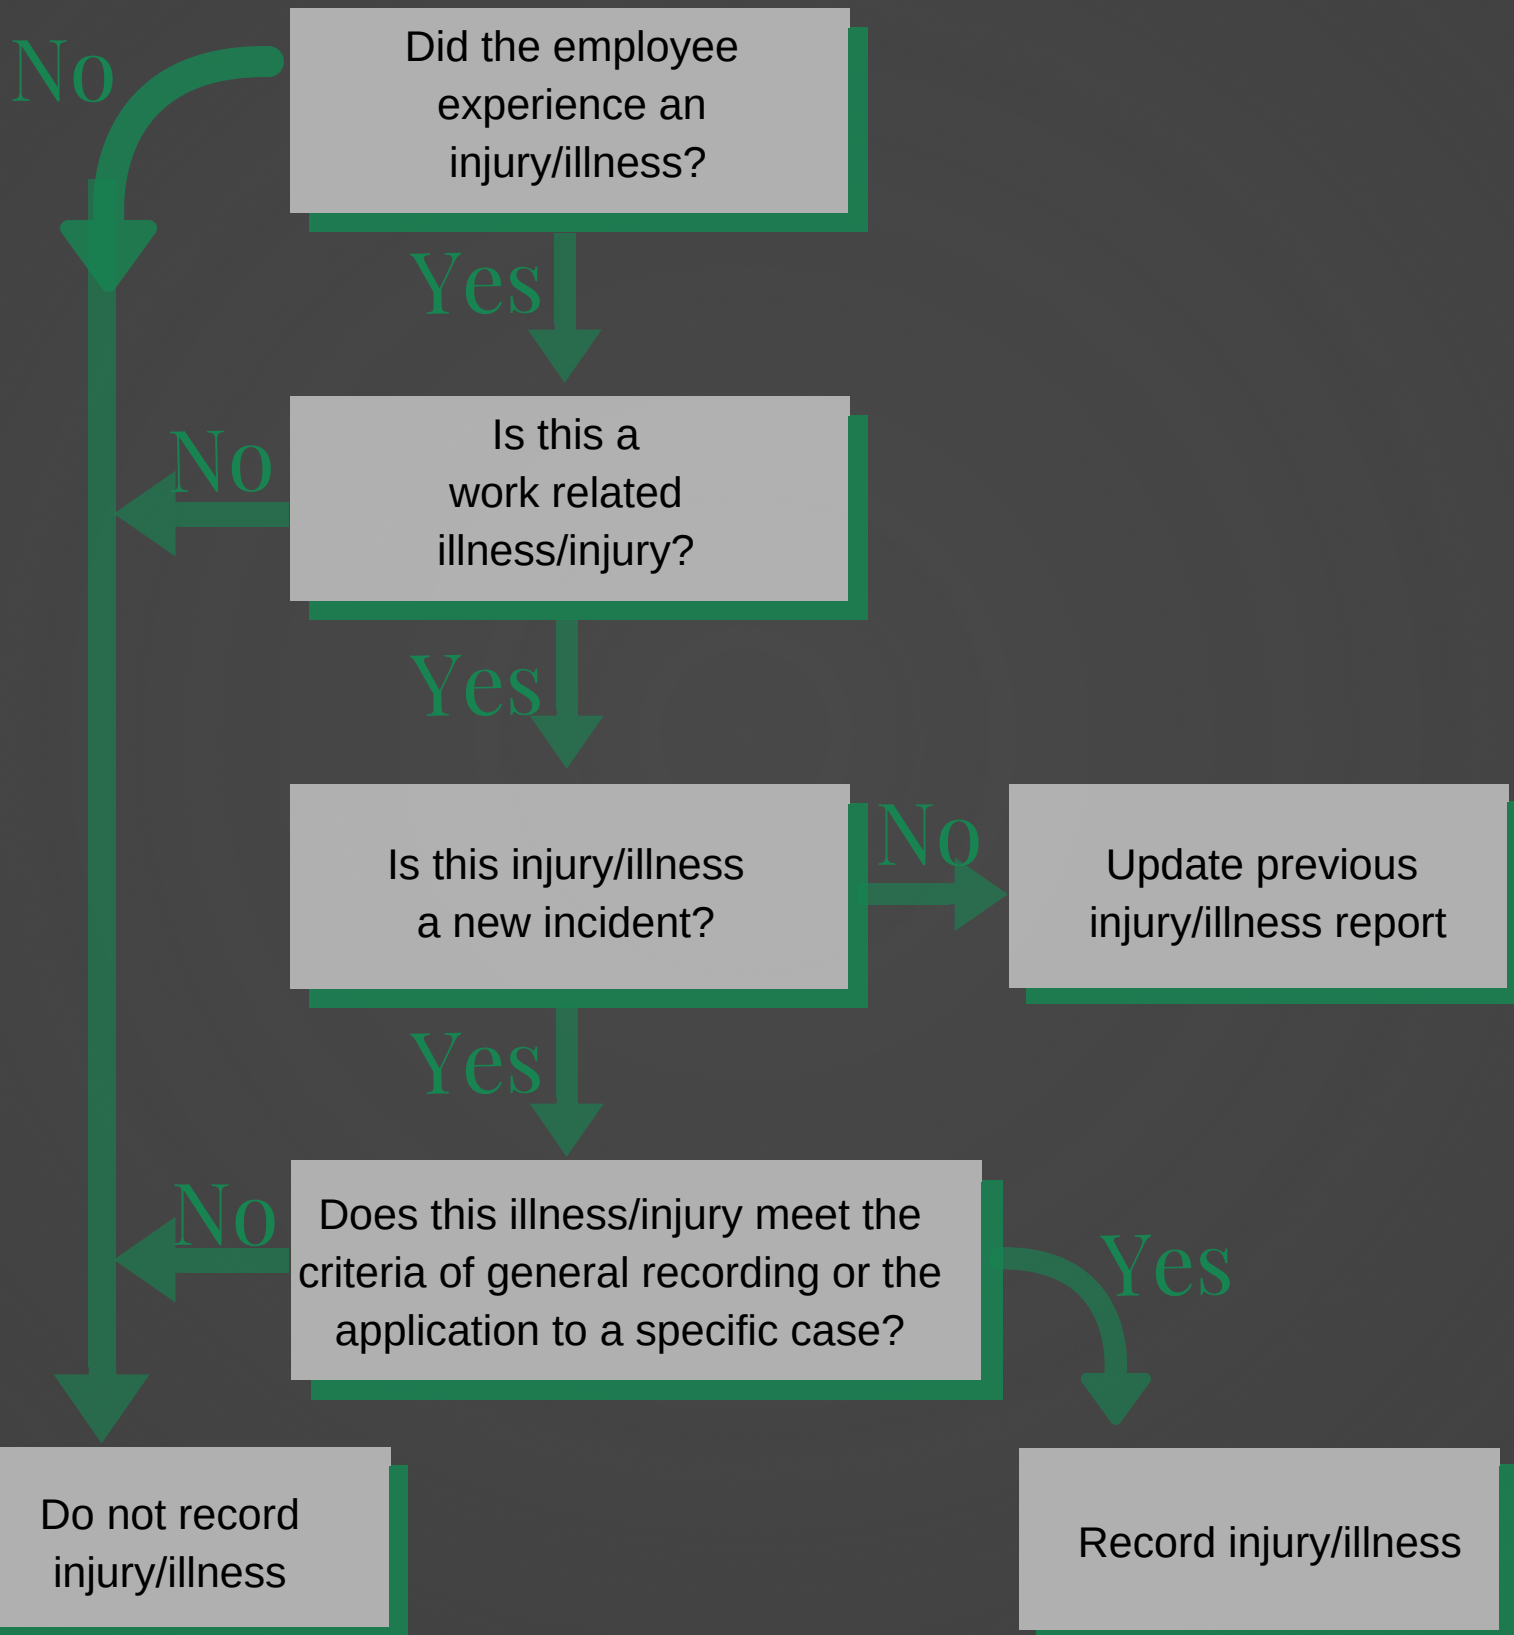 No
Did the employee
experience an
injury/illness?
Yes
No
Is this a
work related
illness/injury?
Yes
Is this injury/illness
a new incident?
No
Update previous
injury/illness report
Yes
No
Does this illness/injury meet the
criteria of general recording or the
application to a specific case?
Yes
Do not record
injury/illness
Record injury/illness